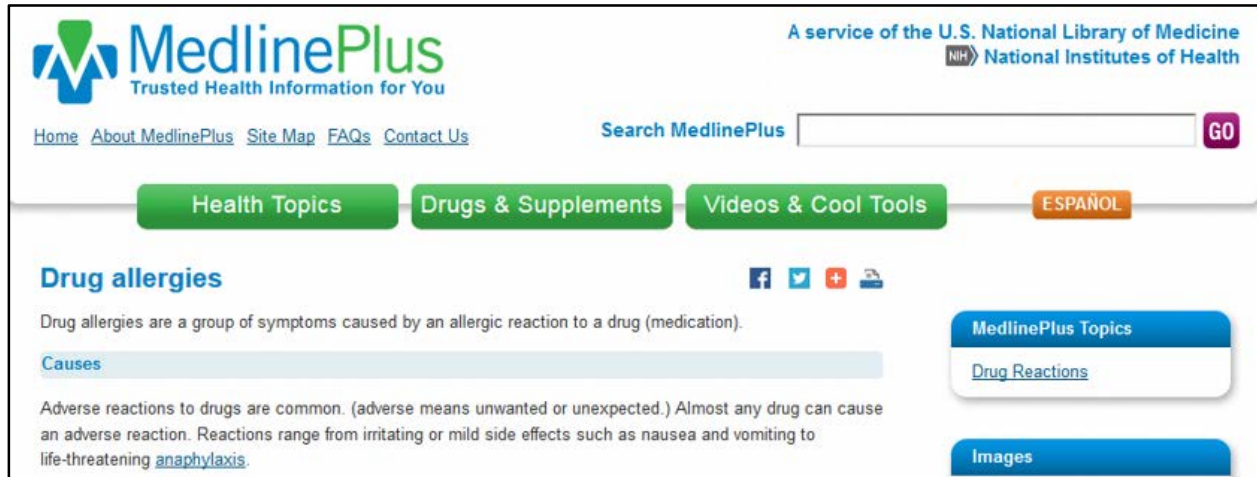 MedlinePlus
Trusted Health Information for You
A service of the U.S. National Library of Medicine
NIH National Institutes of Health
Home About MedlinePlus Site Map FAQs Contact Us
Search MedlinePlus GO
Health Topics Drugs & Supplements Videos & Cool Tools ESPAÑOL
Drug allergies
Drug allergies are a group of symptoms caused by an allergic reaction to a drug (medication).
Causes
Adverse reactions to drugs are common. (adverse means unwanted or unexpected.) Almost any drug can cause
an adverse reaction. Reactions range from irritating or mild side effects such as nausea and vomiting to
life-threatening anaphylaxis.
MedlinePlus Topics
Drug Reactions
Images